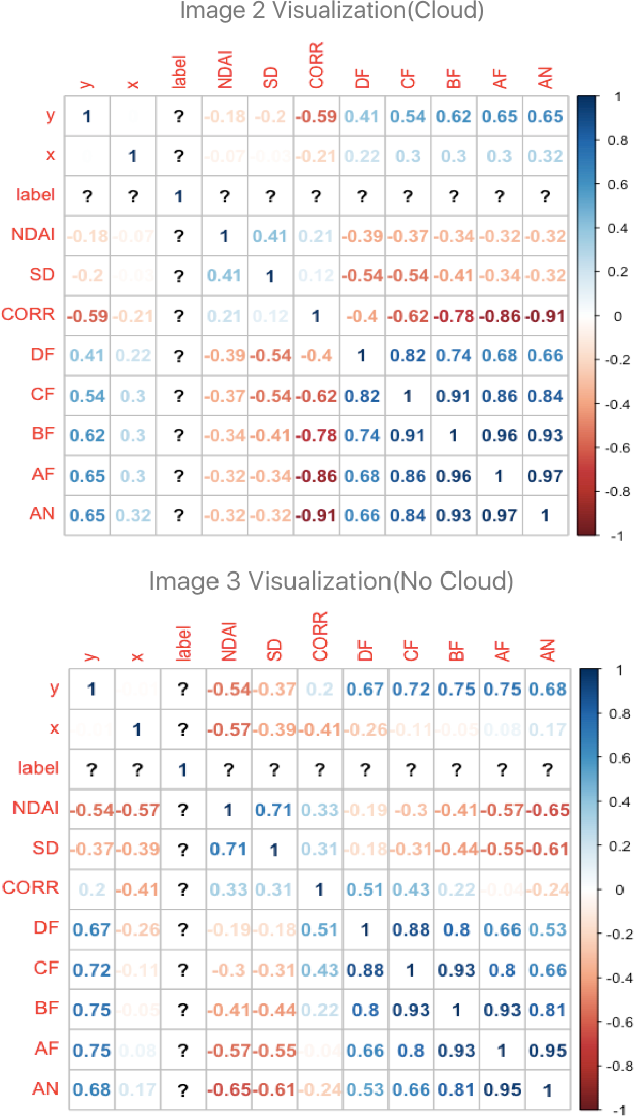 Image 2 Visualization(Cloud)
y x label NDAI SD CORR DF CF BF AF AN
y 1 ? -0.18 -0.2 -0.59 0.41 0.54 0.62 0.65 0.65 1
x 1 ? -0.07 -0.21 0.22 0.3 0.3 0.3 0.32 0.8
label ? ? 1 ? ? ? ? ? ? ? ? 0.6
NDAI -0.18 -0.07 ? 1 0.41 0.21 -0.39 -0.37 -0.34 -0.32 -0.32 0.4
SD -0.2 ? 0.41 1 0.12 -0.54 -0.54 -0.41 -0.34 -0.32 0.2
CORR -0.59 -0.21 ? 0.21 0.12 1 -0.4 -0.62 -0.78 -0.86 -0.91 0
DF 0.41 0.22 ? -0.39 -0.54 -0.4 1 0.82 0.74 0.68 0.66 -0.2
CF 0.54 0.3 ? -0.37 -0.54 -0.62 0.82 1 0.91 0.86 0.84 -0.4
BF 0.62 0.3 ? -0.34 -0.41 -0.78 0.74 0.91 1 0.96 0.93 -0.6
AF 0.65 0.3 ? -0.32 -0.34 -0.86 0.68 0.86 0.96 1 0.97 -0.8
AN 0.65 0.32 ? -0.32 -0.32 -0.91 0.66 0.84 0.93 0.97 1 -1
Image 3 Visualization(No Cloud)
y x label NDAI SD CORR DF CF BF AF AN
y 1 ? -0.54 -0.37 0.2 0.67 0.72 0.75 0.75 0.68 1
x 1 ? -0.57 -0.39 -0.41 -0.26 -0.11 -0.05 0.08 0.17 0.8
label ? ? 1 ? ? ? ? ? ? ? ? 0.6
NDAI -0.54 -0.57 ? 1 0.71 0.33 -0.19 -0.3 -0.41 -0.57 -0.65 0.4
SD -0.37 -0.39 ? 0.71 1 0.31 -0.18 -0.31 -0.44 -0.55 -0.61 0.2
CORR 0.2 -0.41 ? 0.33 0.31 1 0.51 0.43 0.22 -0.04 -0.24 0
DF 0.67 -0.26 ? -0.19 -0.18 0.51 1 0.88 0.8 0.66 0.53 -0.2
CF 0.72 -0.11 ? -0.3 -0.31 0.43 0.88 1 0.93 0.8 0.66 -0.4
BF 0.75 -0.05 ? -0.41 -0.44 0.22 0.8 0.93 1 0.93 0.81 -0.6
AF 0.75 0.08 ? -0.57 -0.55 -0.04 0.66 0.8 0.93 1 0.95 -0.8
AN 0.68 0.17 ? -0.65 -0.61 -0.24 0.53 0.66 0.81 0.95 1 -1